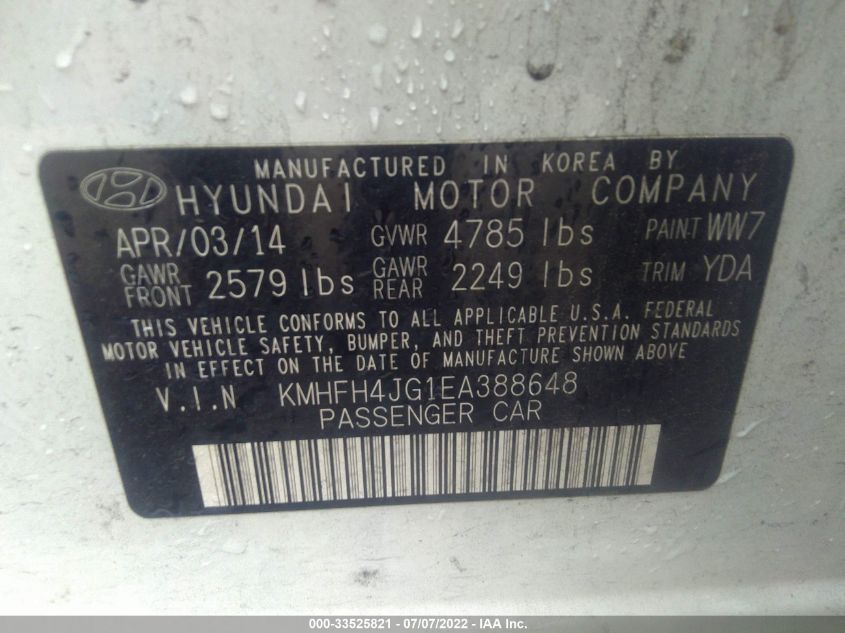 MANUFACTURED IN KOREA BY
HYUNDAI MOTOR COMPANY
APR/03/14 GVWR 4785 lbs PAINT WW7
GAWR FRONT 2579 lbs GAWR REAR 2249 lbs TRIM YDA
THIS VEHICLE CONFORMS TO ALL APPLICABLE U.S.A. FEDERAL
MOTOR VEHICLE SAFETY, BUMPER, AND THEFT PREVENTION STANDARDS
IN EFFECT ON THE DATE OF MANUFACTURE SHOWN ABOVE
V.I.N KMHFH4JG1EA388648
PASSENGER CAR
000-33525821 - 07/07/2022 - IAA Inc.